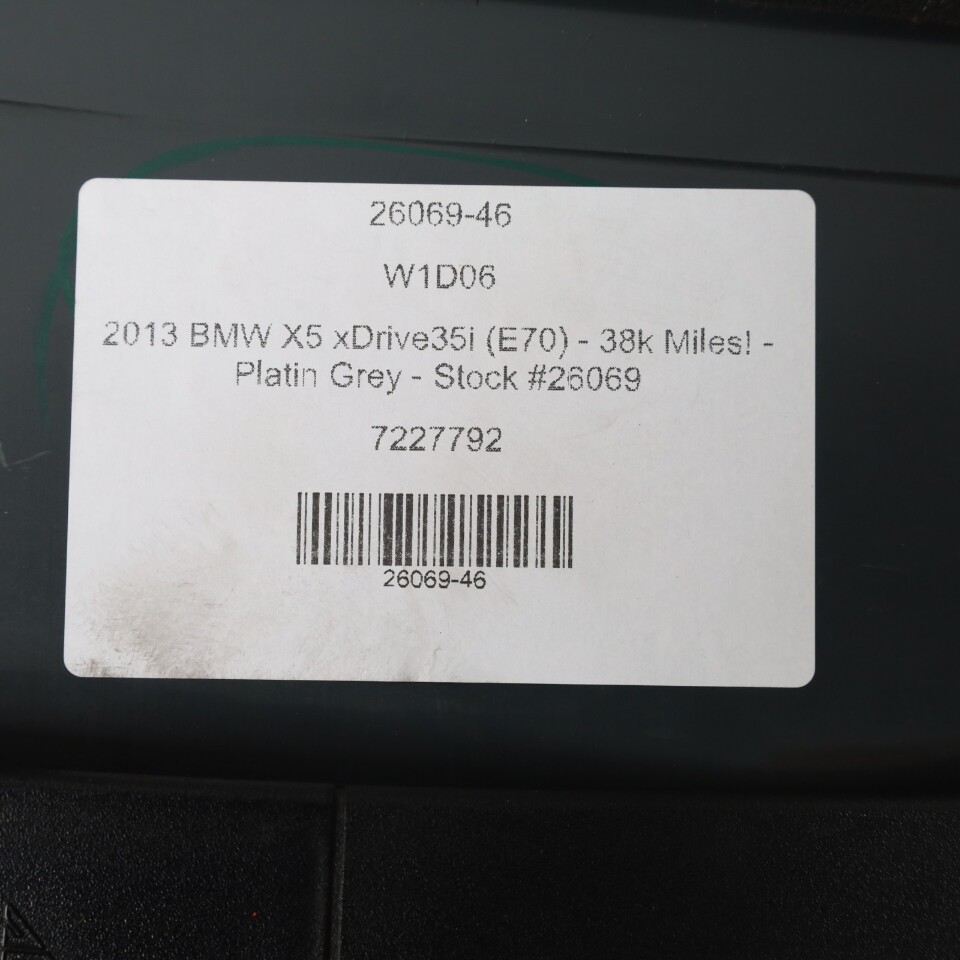 26069-46
W1D06
2013 BMW X5 xDrive35i (E70) - 38k Miles! -
Platin Grey - Stock #26069
7227792
26069-46